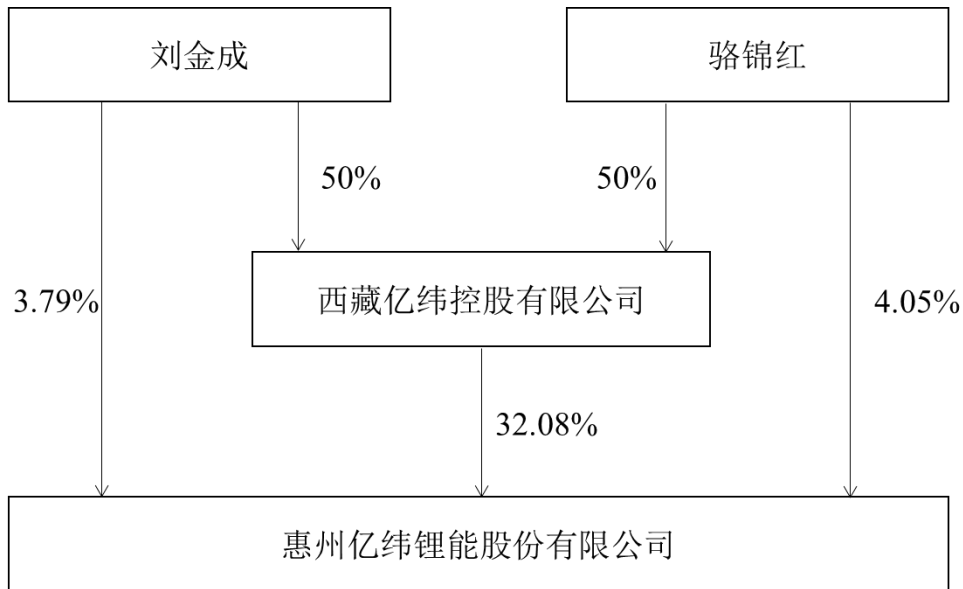 刘金成
骆锦红
50%
50%
西藏亿纬控股有限公司
3.79%
4.05%
32.08%
惠州亿纬锂能股份有限公司